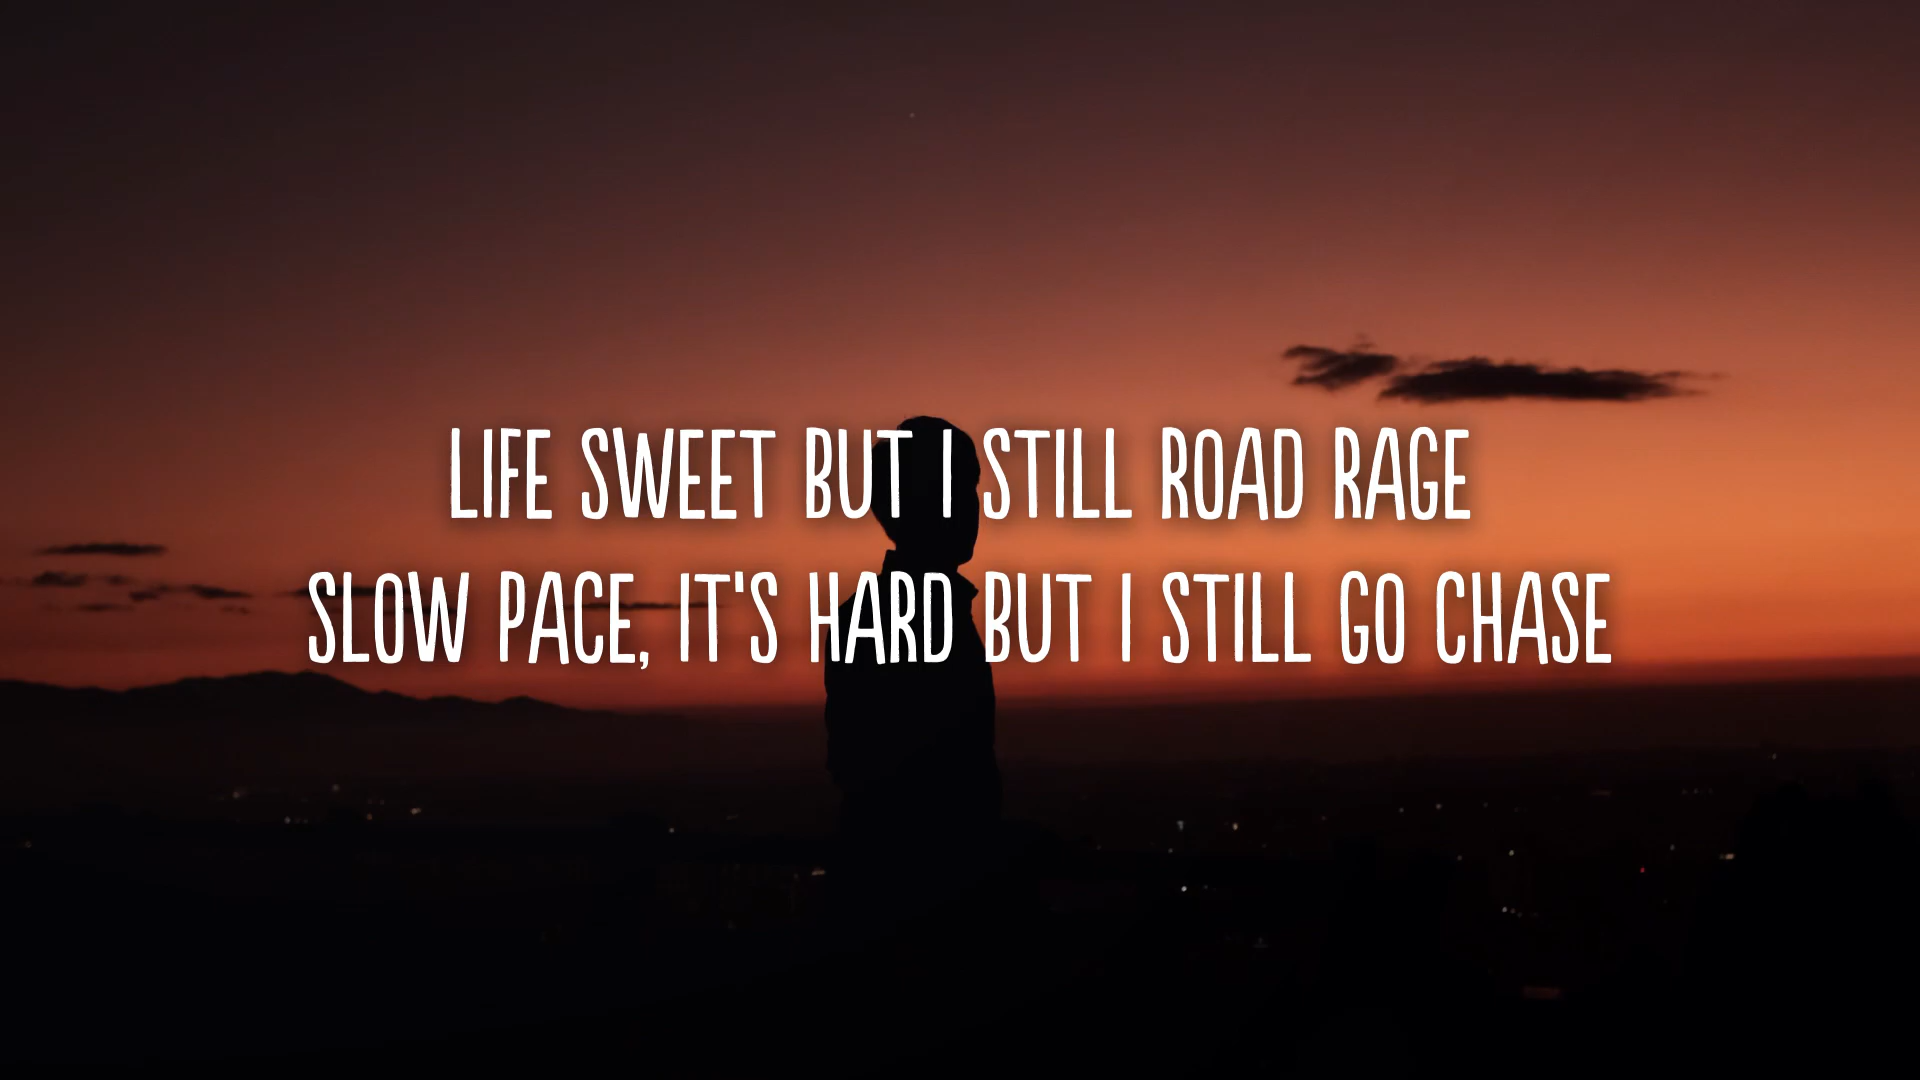 LIFE SWEET BUT I STILL ROAD RAGE
SLOW PACE, IT'S HARD BUT I STILL GO CHASE